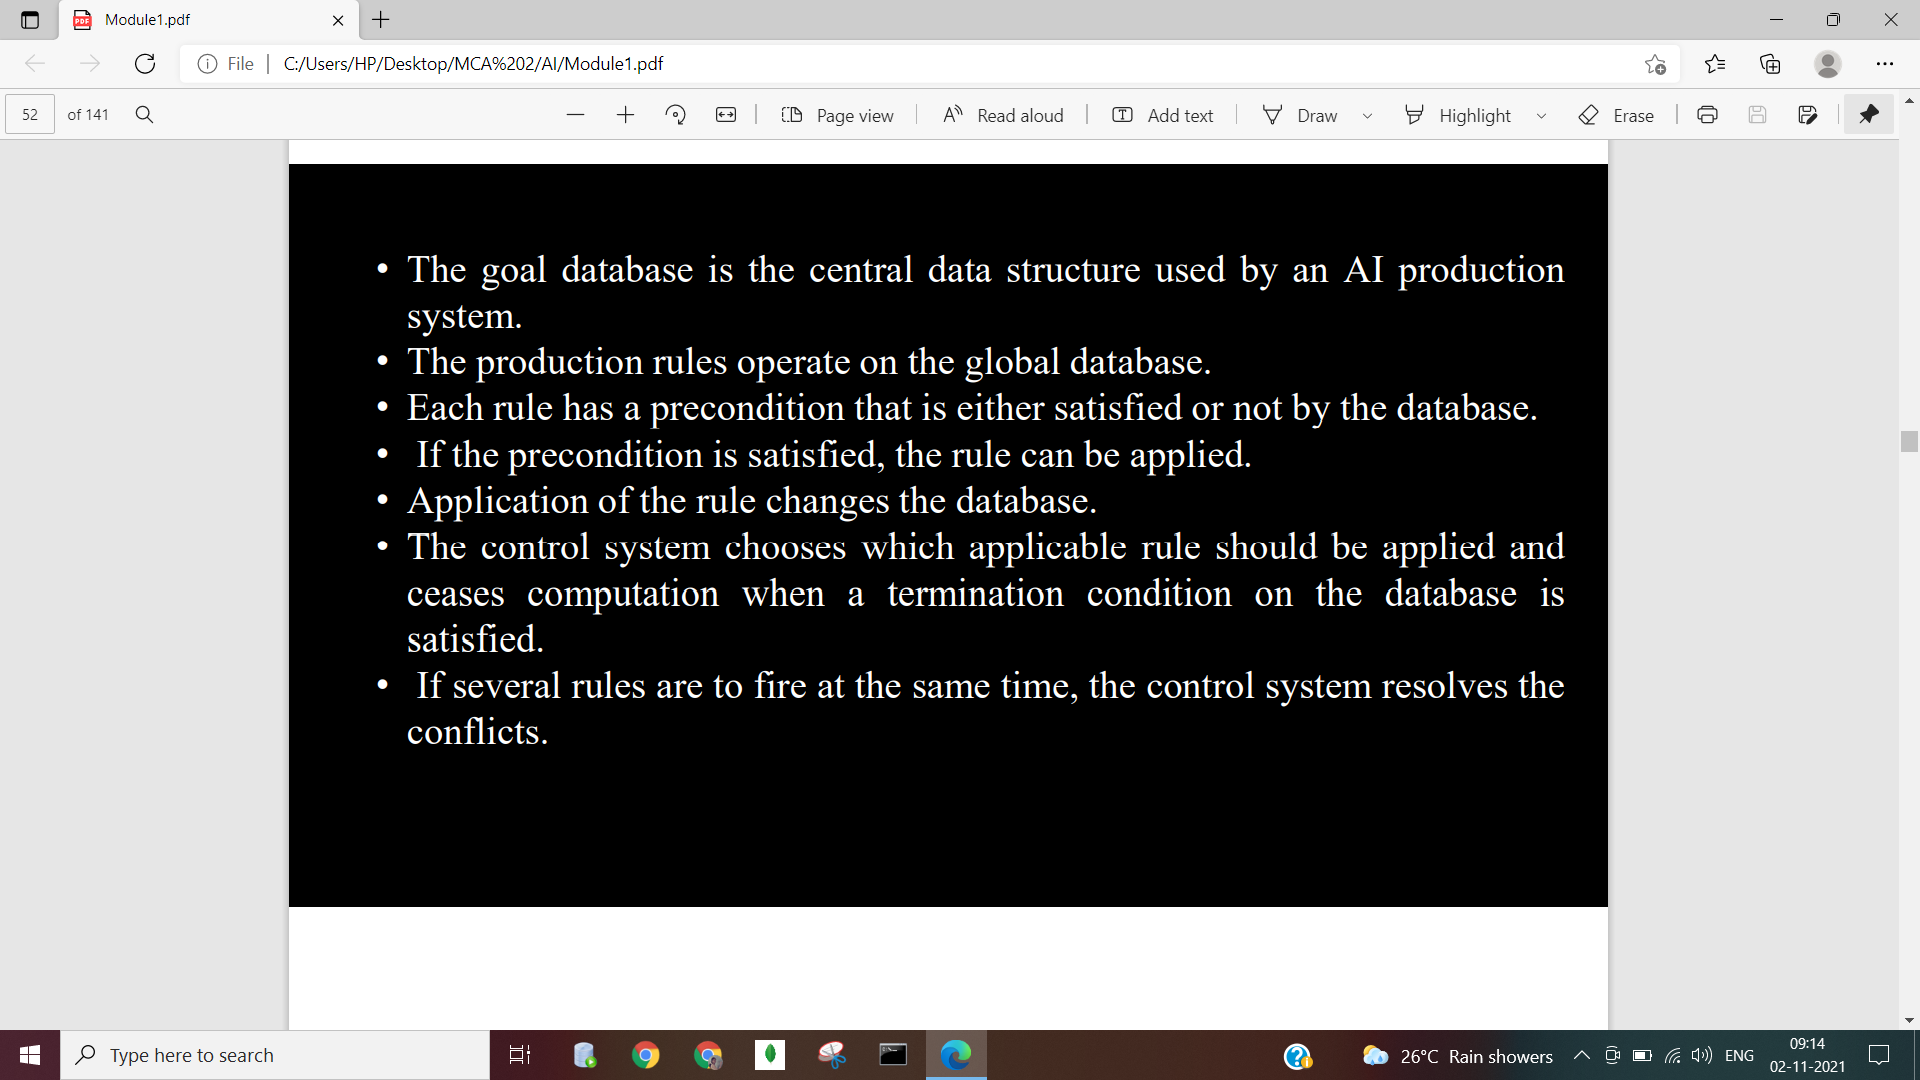 Module1.pdf
File
C:/Users/HP/Desktop/MCA%202/AI/Module1.pdf
52 of 141
Page view
Read aloud
Add text
Draw
Highlight
Erase
• The goal database is the central data structure used by an AI production
system.
• The production rules operate on the global database.
• Each rule has a precondition that is either satisfied or not by the database.
• If the precondition is satisfied, the rule can be applied.
• Application of the rule changes the database.
• The control system chooses which applicable rule should be applied and
ceases computation when a termination condition on the database is
satisfied.
• If several rules are to fire at the same time, the control system resolves the
conflicts.
Type here to search
26°C Rain showers
ENG
09:14
02-11-2021